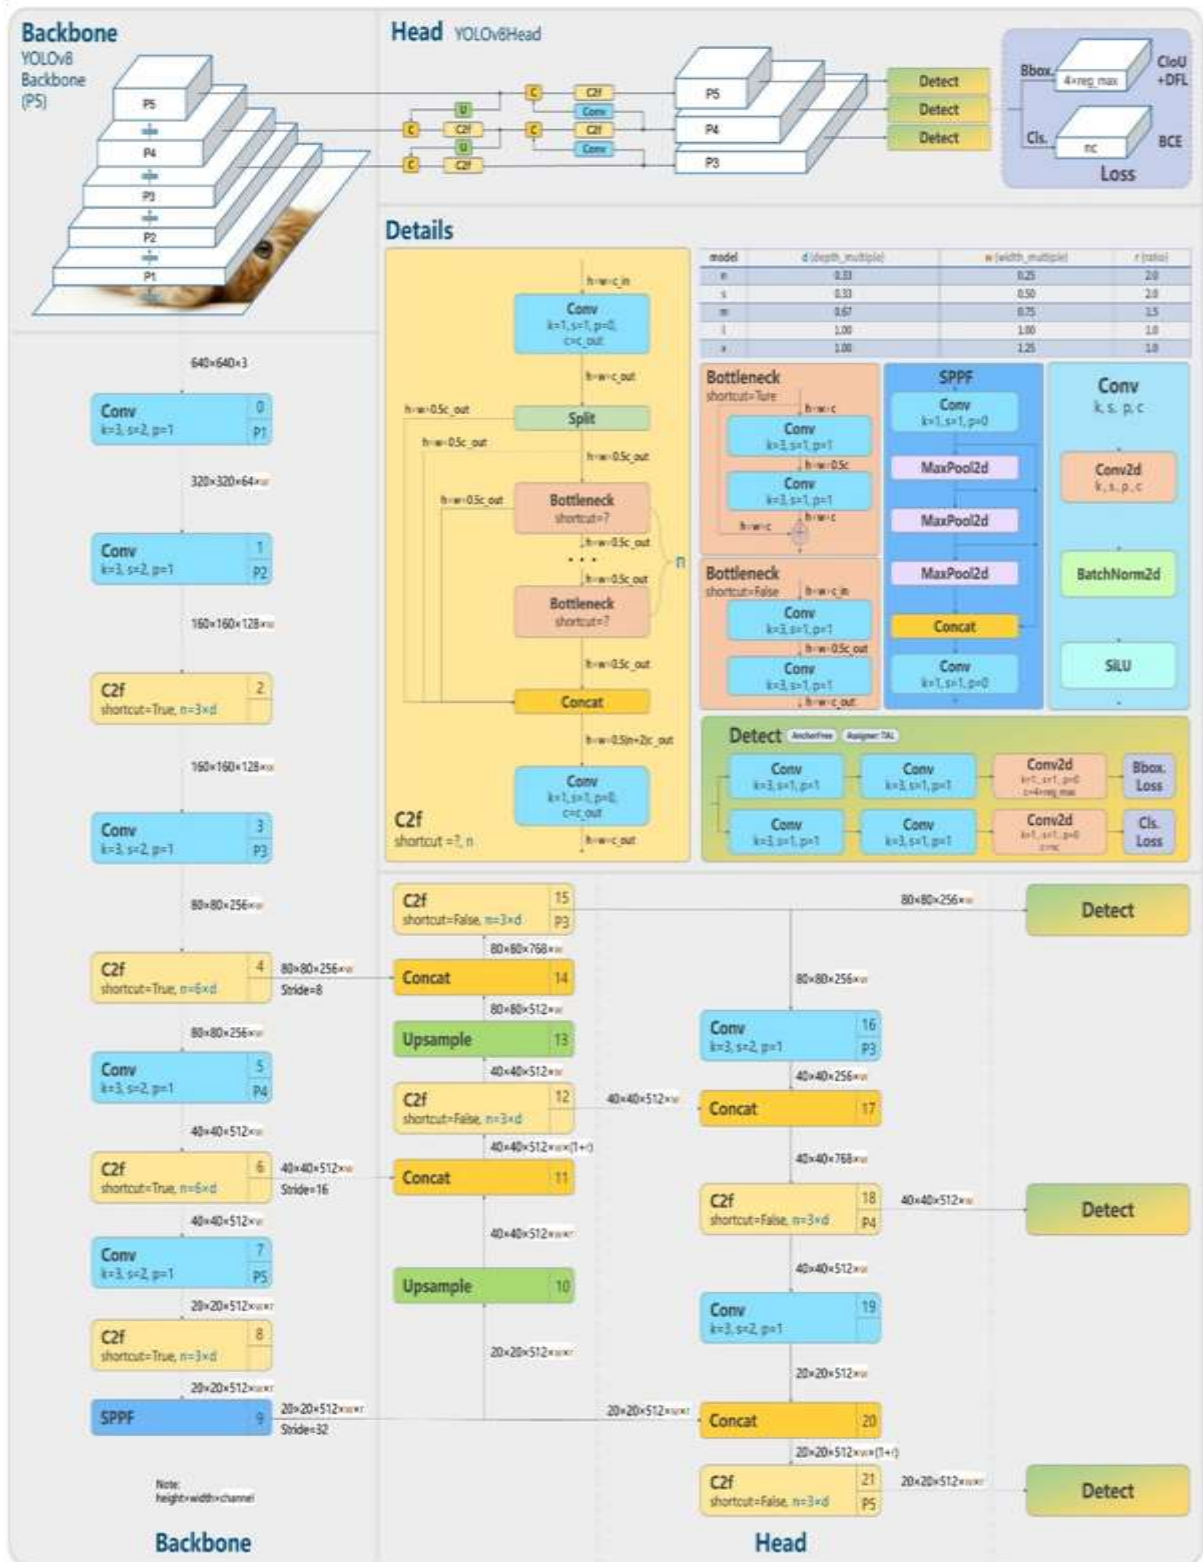 Backbone
YOLOv8
Backbone
(P5)
P5
P4
P3
P2
P1
Head YOLOv8Head
U
U
C
C
C
C
C2f
C2f
C2f
C2f
Conv
Conv
P5
P4
P3
Detect
Detect
Detect
Bbox.
4×reg_max
CIoU
+DFL
Cls.
nc
BCE
Loss
Details
h×w×c_in
Conv
k=1, s=1, p=0,
c=c_out
h×w×c_out
h×w×0.5c_out
Split
h×w×0.5c_out
h×w×0.5c_out
h×w×0.5c_out
Bottleneck
shortcut=?
h×w×0.5c_out
...
h×w×0.5c_out
n
Bottleneck
shortcut=?
h×w×0.5c_out
Concat
h×w×0.5(n+2)c_out
Conv
k=1, s=1, p=0,
c=c_out
h×w×c_out
C2f
shortcut =?, n
model d (depth_multiple) w (width_multiple) r (ratio)
n 0.33 0.25 2.0
s 0.33 0.50 2.0
m 0.67 0.75 1.5
l 1.00 1.00 1.0
x 1.00 1.25 1.0
Bottleneck
shortcut=Ture
h×w×c
Conv
k=3, s=1, p=1
h×w×0.5c
Conv
k=3, s=1, p=1
h×w×c
h×w×c
+
Bottleneck
shortcut=False
h×w×c_in
Conv
k=3, s=1, p=1
h×w×0.5c_out
Conv
k=3, s=1, p=1
h×w×c_out
SPPF
Conv
k=1, s=1, p=0
MaxPool2d
MaxPool2d
MaxPool2d
Concat
Conv
k=1, s=1, p=0
Conv
k, s, p, c
Conv2d
k, s, p, c
BatchNorm2d
SiLU
Detect AnchorFree Assigner: TAL
Conv
k=3, s=1, p=1
Conv
k=3, s=1, p=1
Conv2d
k=1, s=1, p=0
c=4×reg_max
Bbox.
Loss
Conv
k=3, s=1, p=1
Conv
k=3, s=1, p=1
Conv2d
k=1, s=1, p=0
c=nc
Cls.
Loss
640×640×3
Conv 0
k=3, s=2, p=1 P1
320×320×64×w
Conv 1
k=3, s=2, p=1 P2
160×160×128×w
C2f 2
shortcut=True, n=3×d
160×160×128×w
Conv 3
k=3, s=2, p=1 P3
80×80×256×w
C2f 4
shortcut=True, n=6×d
80×80×256×w
Stride=8
80×80×256×w
Conv 5
k=3, s=2, p=1 P4
40×40×512×w
C2f 6
shortcut=True, n=6×d
40×40×512×w
Stride=16
40×40×512×w
Conv 7
k=3, s=2, p=1 P5
20×20×512×w×r
C2f 8
shortcut=True, n=3×d
20×20×512×w×r
SPPF 9
20×20×512×w×r
Stride=32
Note:
height×width×channel
Backbone
C2f 15
shortcut=False, n=3×d P3
80×80×768×w
Concat 14
80×80×512×w
Upsample 13
40×40×512×w
C2f 12
shortcut=False, n=3×d
40×40×512×w×(1+r)
Concat 11
40×40×512×w×r
Upsample 10
20×20×512×w×r
80×80×256×w
Detect
80×80×256×w
Conv 16
k=3, s=2, p=1 P3
40×40×256×w
40×40×512×w
Concat 17
40×40×768×w
C2f 18
shortcut=False, n=3×d P4
40×40×512×w
Detect
40×40×512×w
Conv 19
k=3, s=2, p=1
20×20×512×w
20×20×512×w×r
Concat 20
20×20×512×w×(1+r)
C2f 21
shortcut=False, n=3×d P5
20×20×512×w×r
Detect
Head